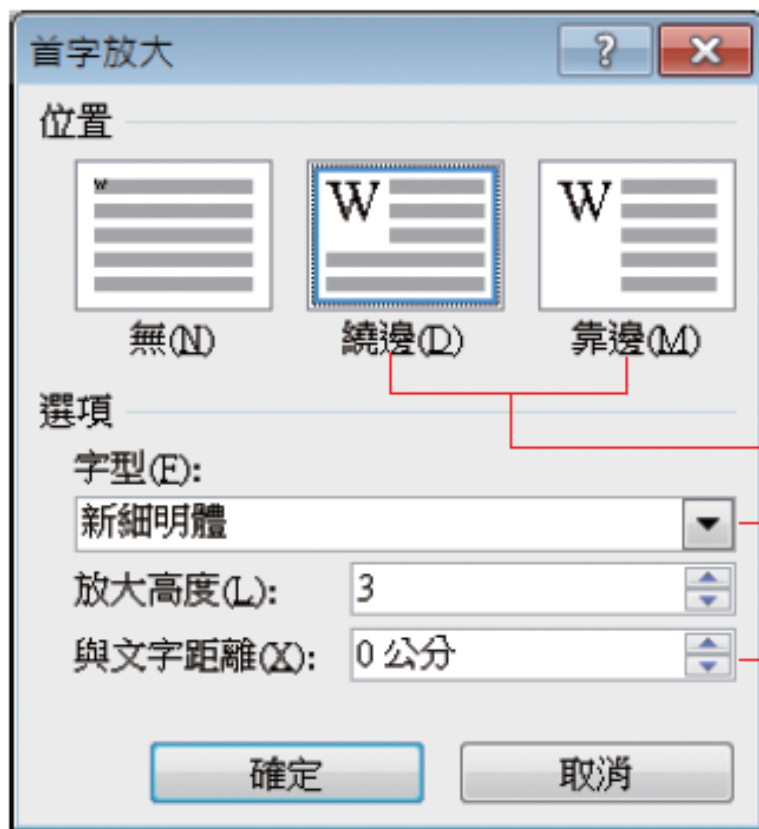 首字放大
位置
W W W
無(N) 繞邊(D) 靠邊(M)
選項
字型(F):
新細明體
放大高度(L): 3
與文字距離(X): 0 公分
確定 取消